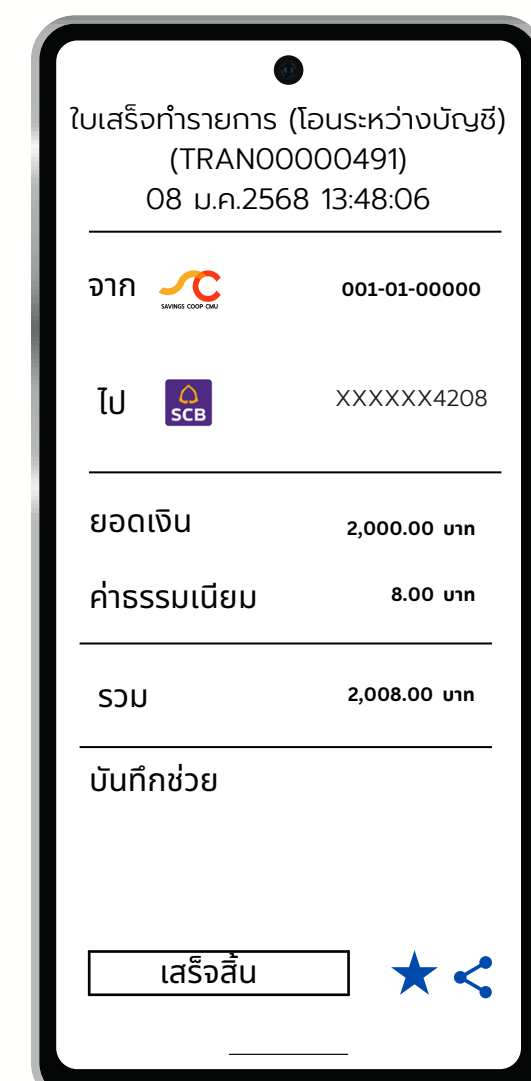 ใบเสร็จทำรายการ (โอนระหว่างบัญชี)
(TRAN00000491)
08 ม.ค.2568 13:48:06
จาก SAVINGS COOP CMU 001-01-00000
ไป SCB XXXXXX4208
ยอดเงิน 2,000.00 บาท
ค่าธรรมเนียม 8.00 บาท
รวม 2,008.00 บาท
บันทึกช่วย
เสร็จสิ้น